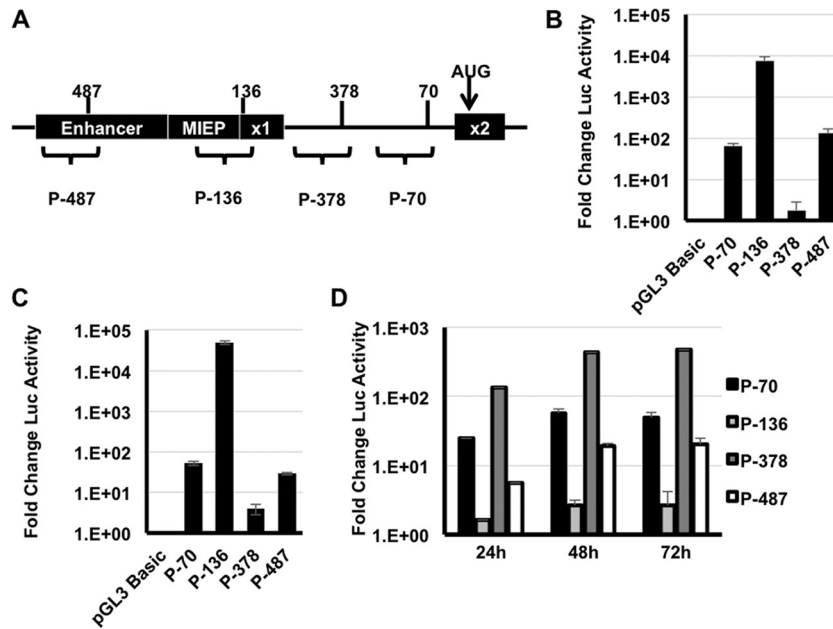 A
487
136
378
70
AUG
Enhancer
MIEP
x1
x2
P-487
P-136
P-378
P-70
B
Fold Change Luc Activity
1.E+05
1.E+04
1.E+03
1.E+02
1.E+01
1.E+00
pGL3 Basic
P-70
P-136
P-378
P-487
C
Fold Change Luc Activity
1.E+05
1.E+04
1.E+03
1.E+02
1.E+01
1.E+00
pGL3 Basic
P-70
P-136
P-378
P-487
D
Fold Change Luc Activity
1.E+03
1.E+02
1.E+01
1.E+00
24h
48h
72h
P-70
P-136
P-378
P-487